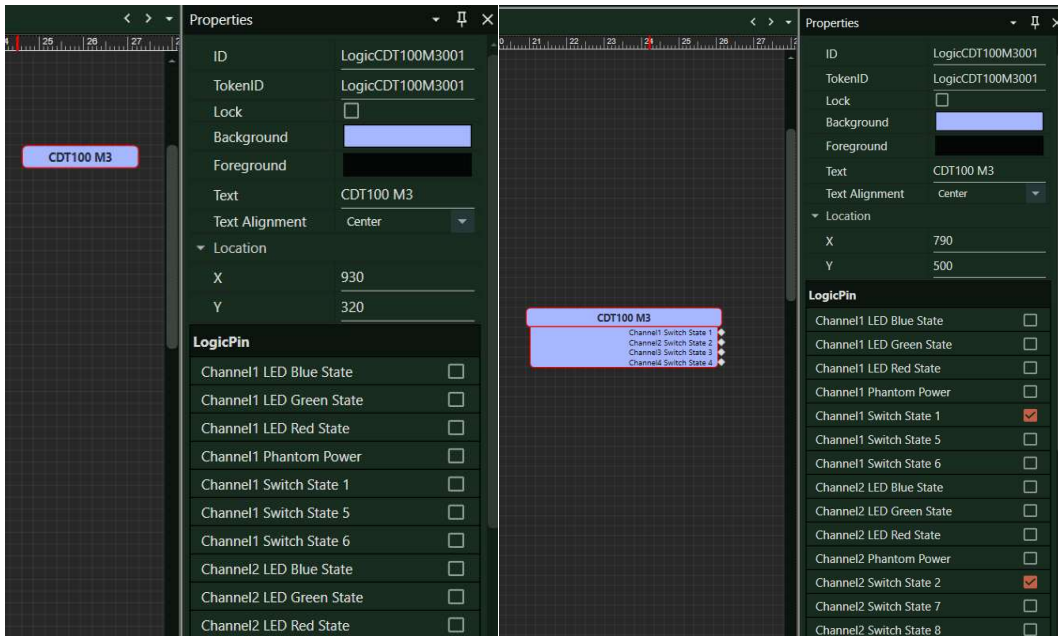 Properties
25 26 27
ID LogicCDT100M3001
TokenID LogicCDT100M3001
Lock
Background
Foreground
Text CDT100 M3
Text Alignment Center
Location
X 930
Y 320
LogicPin
Channel1 LED Blue State
Channel1 LED Green State
Channel1 LED Red State
Channel1 Phantom Power
Channel1 Switch State 1
Channel1 Switch State 5
Channel1 Switch State 6
Channel2 LED Blue State
Channel2 LED Green State
Channel2 LED Red State
CDT100 M3
Properties
21 22 23 24 25 26 27
ID LogicCDT100M3001
TokenID LogicCDT100M3001
Lock
Background
Foreground
Text CDT100 M3
Text Alignment Center
Location
X 790
Y 500
LogicPin
Channel1 LED Blue State
Channel1 LED Green State
Channel1 LED Red State
Channel1 Phantom Power
Channel1 Switch State 1
Channel1 Switch State 5
Channel1 Switch State 6
Channel2 LED Blue State
Channel2 LED Green State
Channel2 LED Red State
Channel2 Phantom Power
Channel2 Switch State 2
Channel2 Switch State 7
Channel2 Switch State 8
CDT100 M3
Channel1 Switch State 1
Channel2 Switch State 2
Channel3 Switch State 3
Channel4 Switch State 4